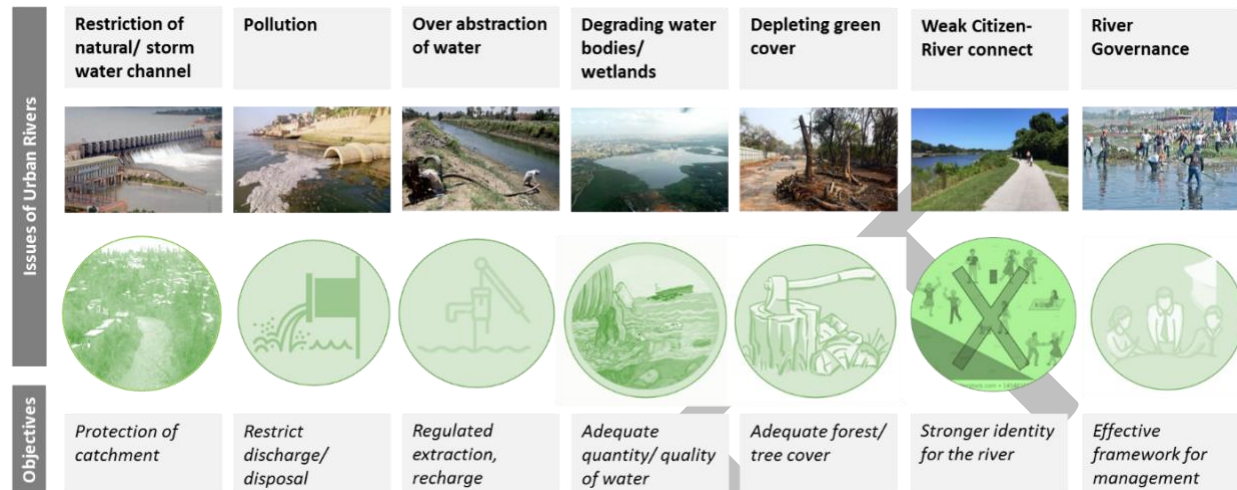 Issues of Urban Rivers
Restriction of
natural/ storm
water channel
Pollution
Over abstraction
of water
Degrading water
bodies/
wetlands
Depleting green
cover
Weak Citizen-
River connect
River
Governance
Objectives
Protection of
catchment
Restrict
discharge/
disposal
Regulated
extraction,
recharge
Adequate
quantity/ quality
of water
Adequate forest/
tree cover
Stronger identity
for the river
Effective
framework for
management